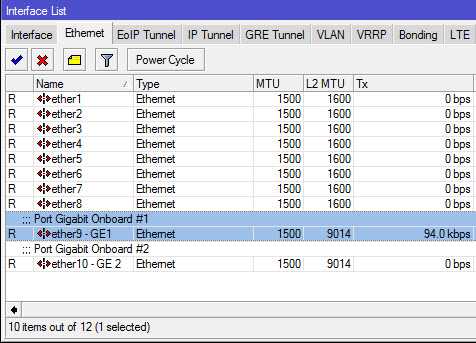 Interface List
Interface Ethernet EoIP Tunnel IP Tunnel GRE Tunnel VLAN VRRP Bonding LTE
Power Cycle
Name Type MTU L2 MTU Tx
R ether1 Ethernet 1500 1600 0 bps
R ether2 Ethernet 1500 1600 0 bps
R ether3 Ethernet 1500 1600 0 bps
R ether4 Ethernet 1500 1600 0 bps
R ether5 Ethernet 1500 1600 0 bps
R ether6 Ethernet 1500 1600 0 bps
R ether7 Ethernet 1500 1600 0 bps
R ether8 Ethernet 1500 1600 0 bps
;;; Port Gigabit Onboard #1
R ether9 - GE1 Ethernet 1500 9014 94.0 kbps
;;; Port Gigabit Onboard #2
R ether10 - GE 2 Ethernet 1500 9014 0 bps
10 items out of 12 (1 selected)